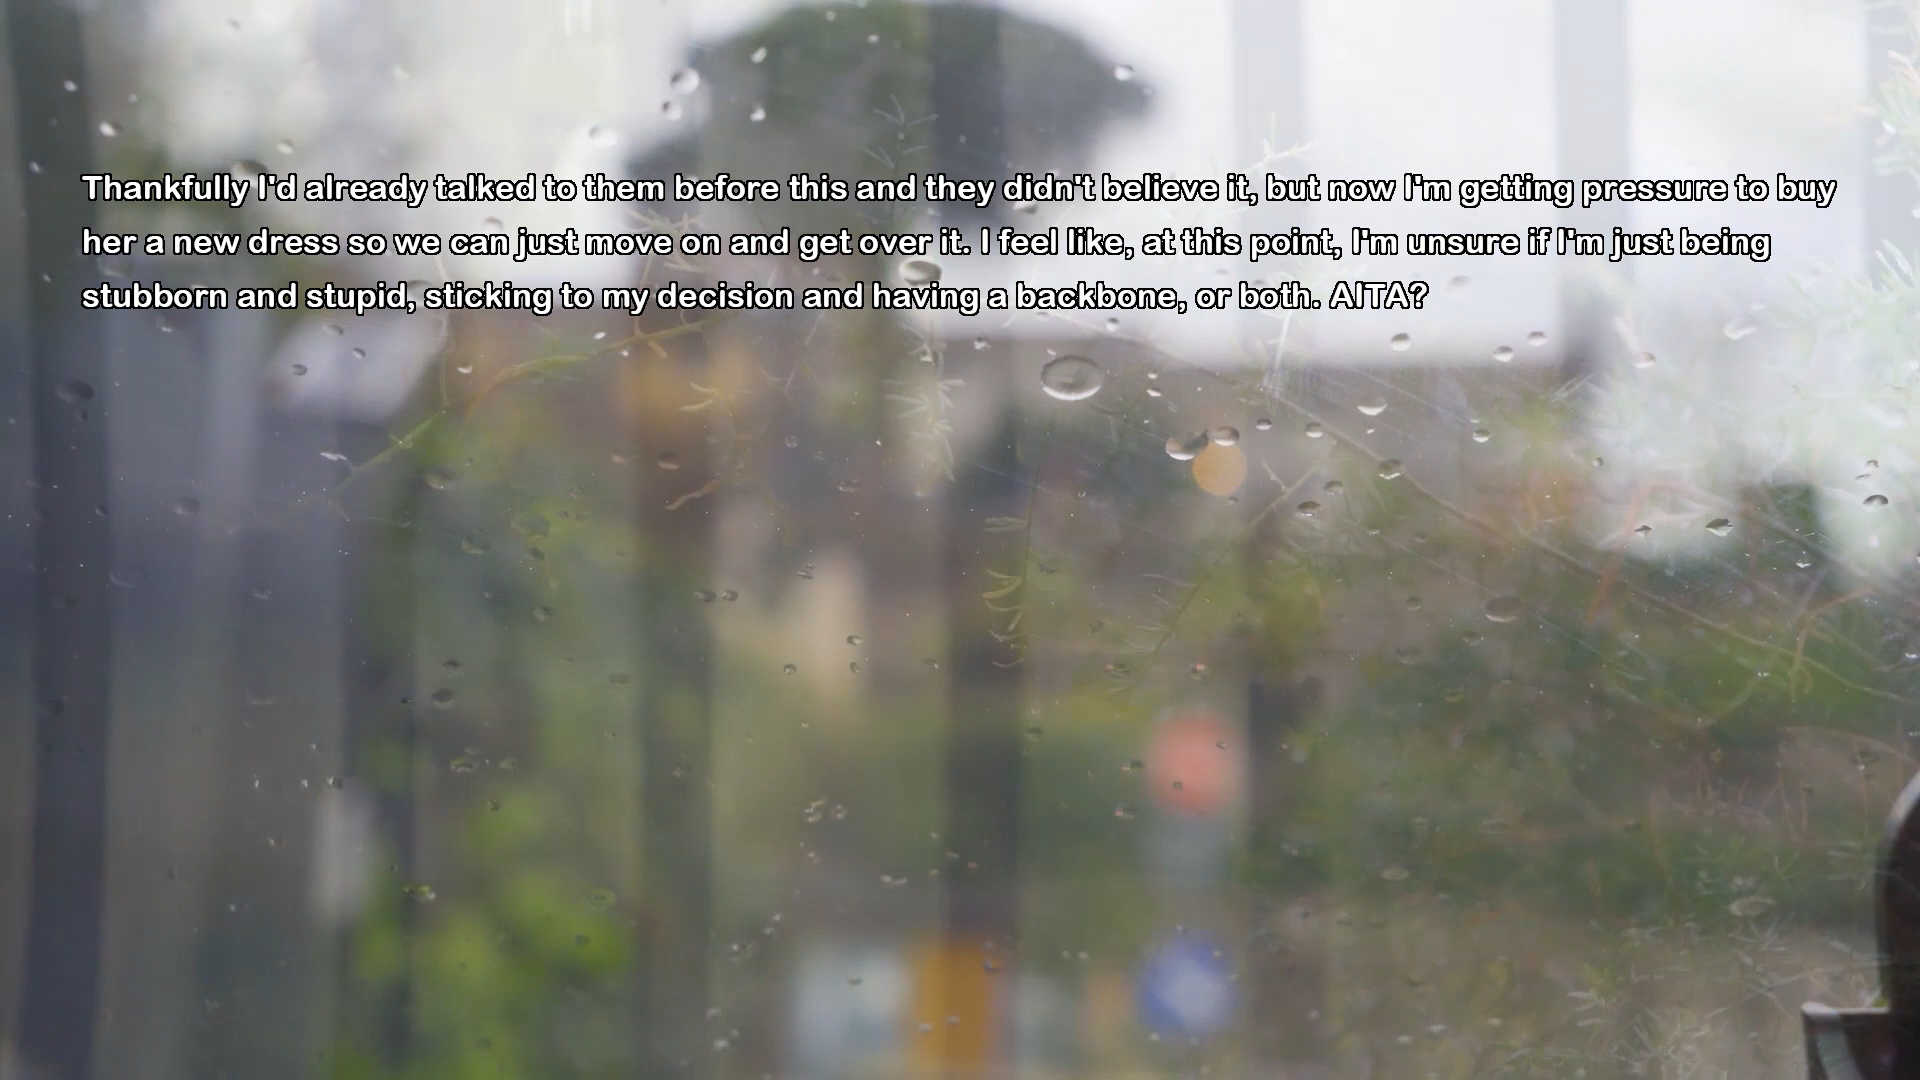 Thankfully I'd already talked to them before this and they didn't believe it, but now I'm getting pressure to buy
her a new dress so we can just move on and get over it. I feel like, at this point, I'm unsure if I'm just being
stubborn and stupid, sticking to my decision and having a backbone, or both. AITA?